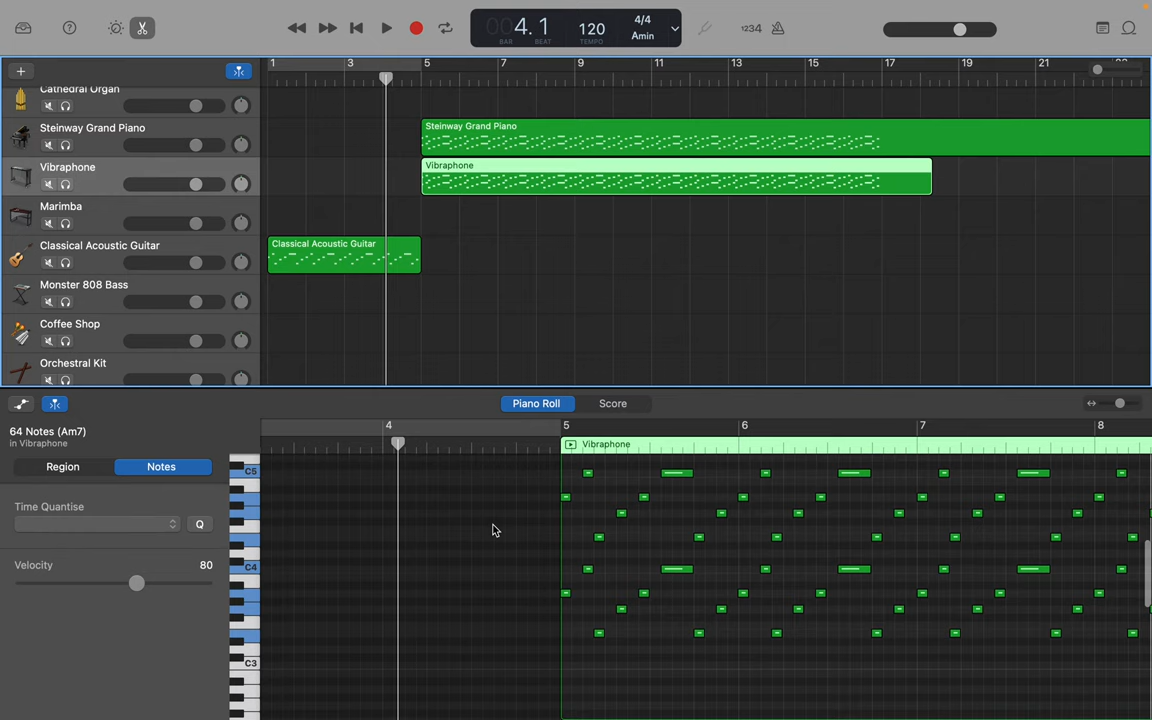 004.1
BAR
BEAT
120
TEMPO
4/4
Amin
1234
1 3 5 7 9 11 13 15 17 19 21
Cathedral Organ
Steinway Grand Piano
Steinway Grand Piano
Vibraphone
Vibraphone
Marimba
Classical Acoustic Guitar
Classical Acoustic Guitar
Monster 808 Bass
Coffee Shop
Orchestral Kit
Piano Roll
Score
64 Notes (Am7)
in Vibraphone
4 5 6 7 8
Vibraphone
Region
Notes
Time Quantise
Q
Velocity
80
C5
C4
C3